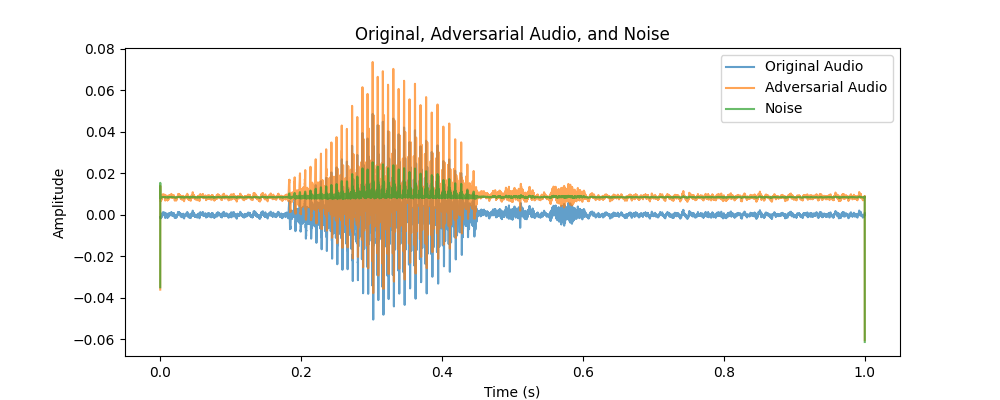 Original, Adversarial Audio, and Noise
Original Audio
Adversarial Audio
Noise
0.08
0.06
0.04
0.02
0.00
−0.02
−0.04
−0.06
Amplitude
0.0
0.2
0.4
0.6
0.8
1.0
Time (s)